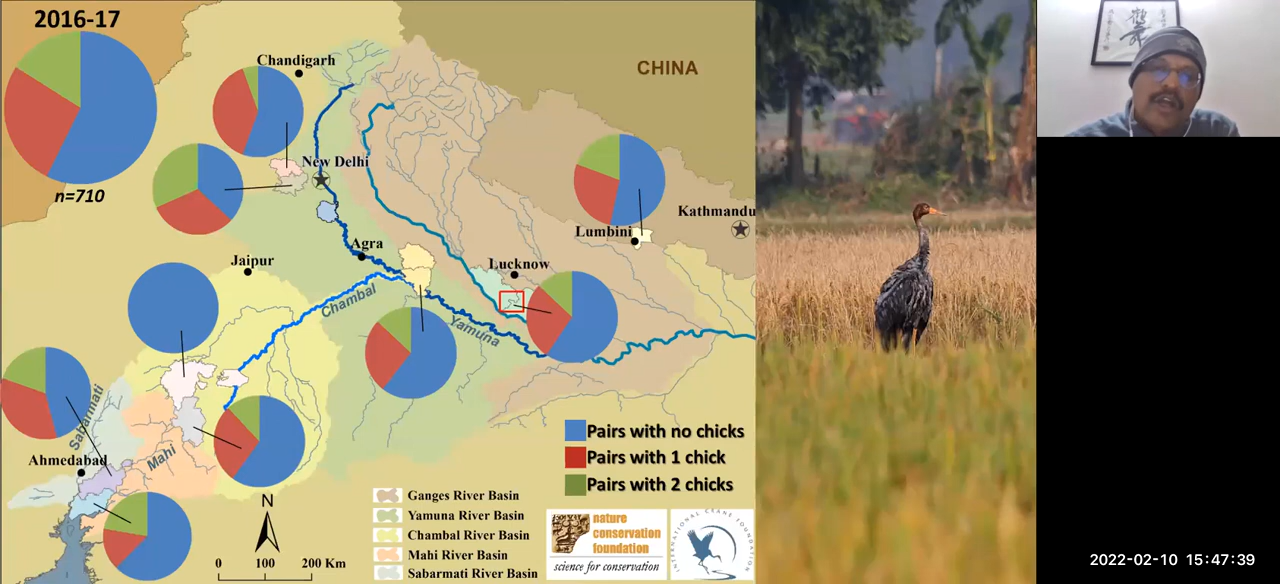 2016-17
n=710
Chandigarh
CHINA
New Delhi
Kathmandu
Lumbini
Agra
Jaipur
Lucknow
Chambal
Yamuna
Sabarmati
Ahmedabad
Mahi
Pairs with no chicks
Pairs with 1 chick
Pairs with 2 chicks
N
0 100 200 Km
Ganges River Basin
Yamuna River Basin
Chambal River Basin
Mahi River Basin
Sabarmati River Basin
nature
conservation
foundation
science for conservation
INTERNATIONAL CRANE FOUNDATION
2022-02-10 15:47:39